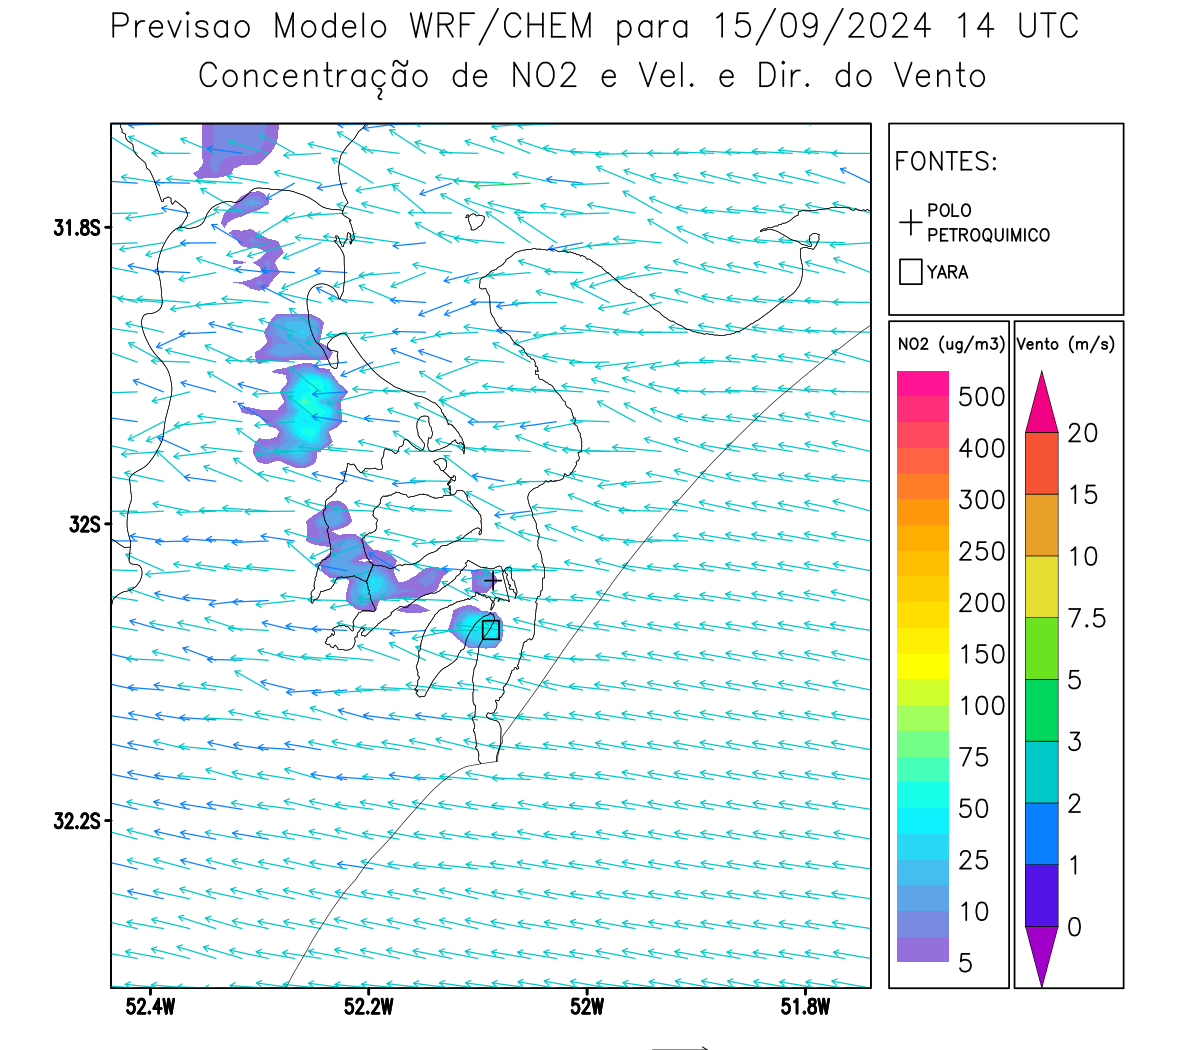 Previsao Modelo WRF/CHEM para 15/09/2024 14 UTC
Concentração de NO2 e Vel. e Dir. do Vento
FONTES:
POLO
PETROQUIMICO
YARA
NO2 (ug/m3)
500
400
300
250
200
150
100
75
50
25
10
5
Vento (m/s)
20
15
10
7.5
5
3
2
1
0
31.8S
32S
32.2S
52.4W 52.2W 52W 51.8W